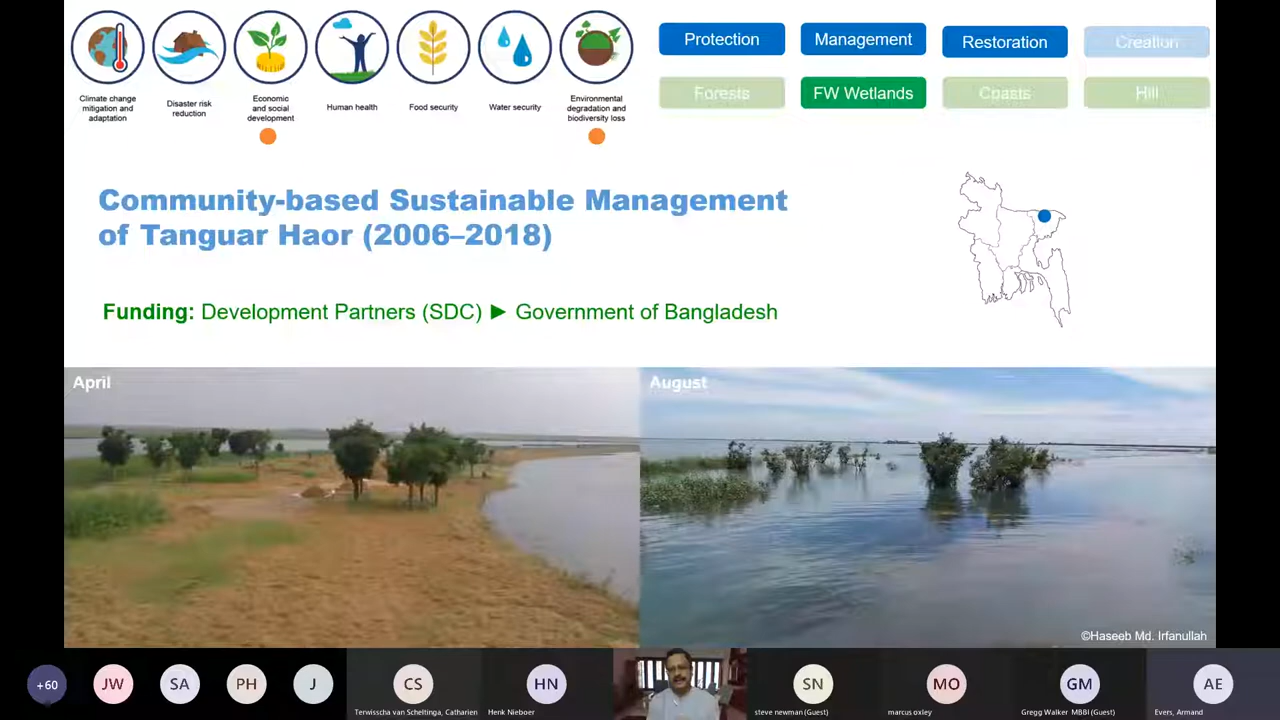 Climate change
mitigation and
adaptation
Disaster risk
reduction
Economic
and social
development
Human health
Food security
Water security
Environmental
degradation and
biodiversity loss
Protection
Management
Restoration
Creation
Forests
FW Wetlands
Coasts
Hill
Community-based Sustainable Management
of Tanguar Haor (2006–2018)
Funding: Development Partners (SDC) ► Government of Bangladesh
April
August
©Haseeb Md. Irfanullah
+60
JW
SA
PH
J
CS
Terwisscha van Scheltinga, Catharien
HN
Henk Nieboer
SN
steve newman (Guest)
MO
marcus oxley
GM
Gregg Walker MBBI (Guest)
AE
Evers, Armand